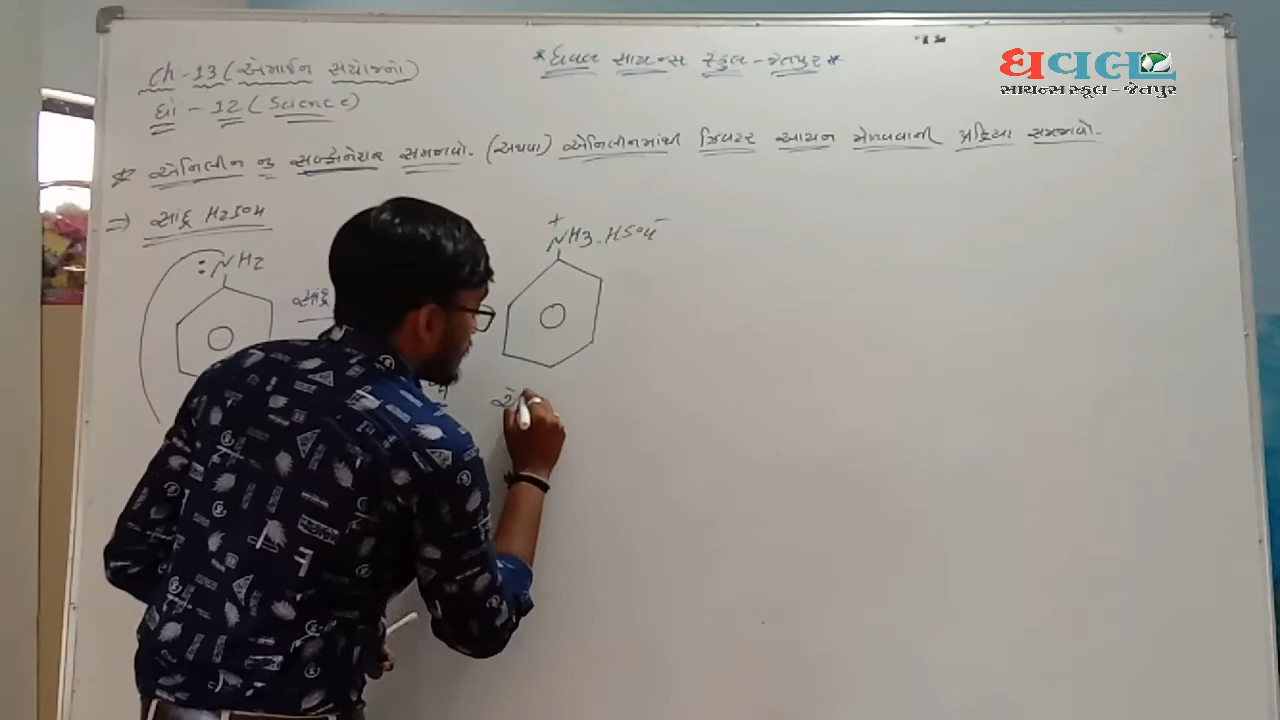 Ch - 13 (એમાઈન સંયોજનો)
* ધવલ સાયન્સ સ્કુલ - જેતપુર *
ધવલ
સાયન્સ સ્કૂલ - જેતપુર
ધો - 12 (Science)
* એનિલીન નુ સલ્ફોનેશન સમજાવો. (અથવા) એનિલીનમાંથી ઝિવટર આયન મેળવવાની પ્રક્રિયા સમજાવો.
⇒ સાંદ્ર H2SO4
:NH2
સાંદ્ર
+
NH3.HSO4⁻